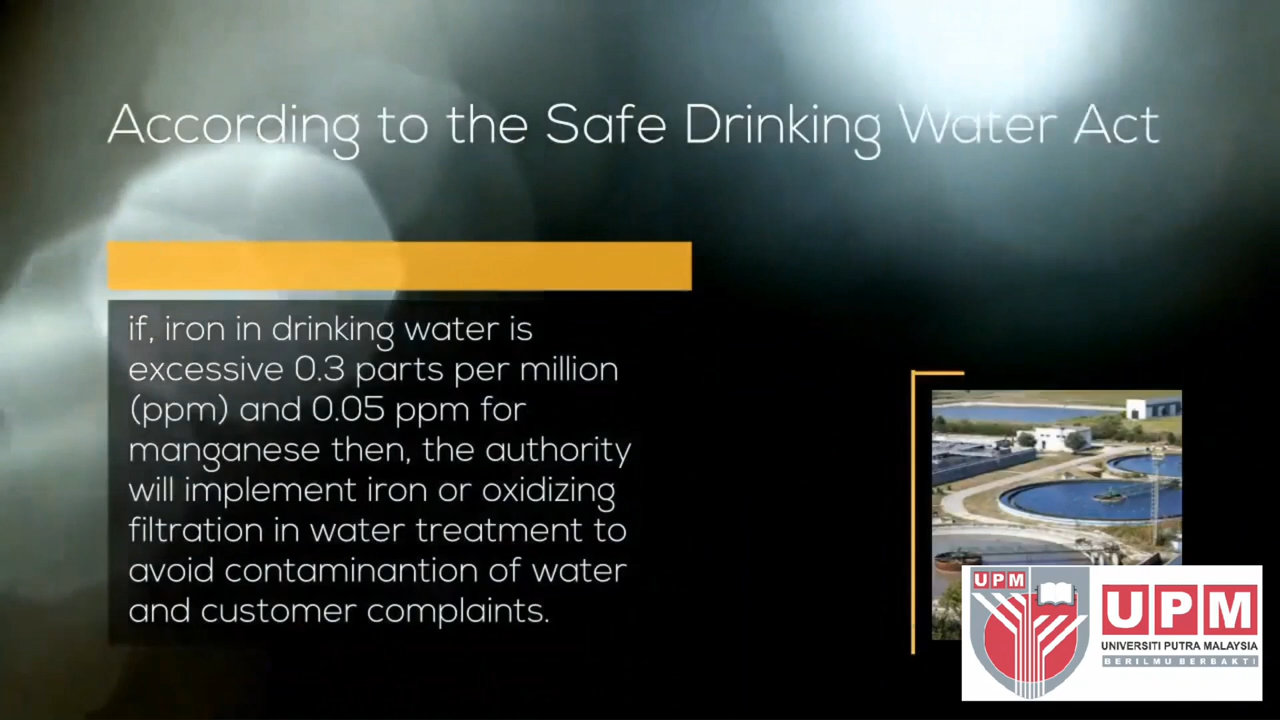 According to the Safe Drinking Water Act
if, iron in drinking water is
excessive 0.3 parts per million
(ppm) and 0.05 ppm for
manganese then, the authority
will implement iron or oxidizing
filtration in water treatment to
avoid contaminantion of water
and customer complaints.
UPM
UPM
UNIVERSITI PUTRA MALAYSIA
BERILMU BERBAKTI